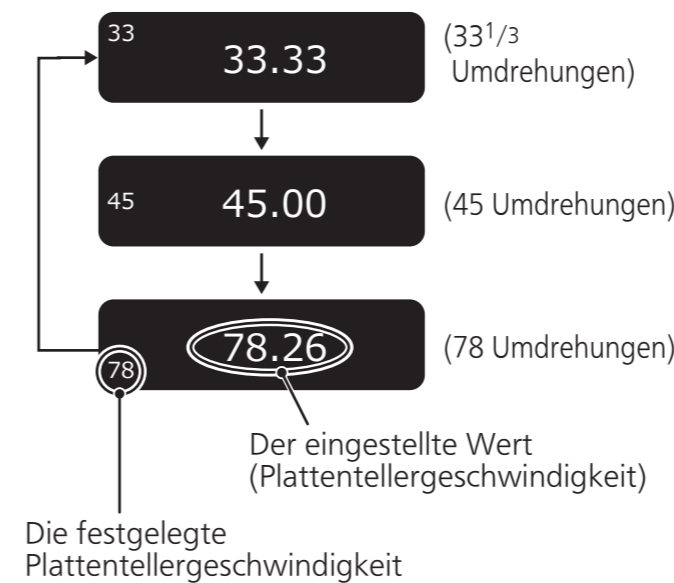 33
33.33
(33 1/3
Umdrehungen)
45
45.00
(45 Umdrehungen)
78.26
78
(78 Umdrehungen)
Der eingestellte Wert
(Plattentellergeschwindigkeit)
Die festgelegte
Plattentellergeschwindigkeit